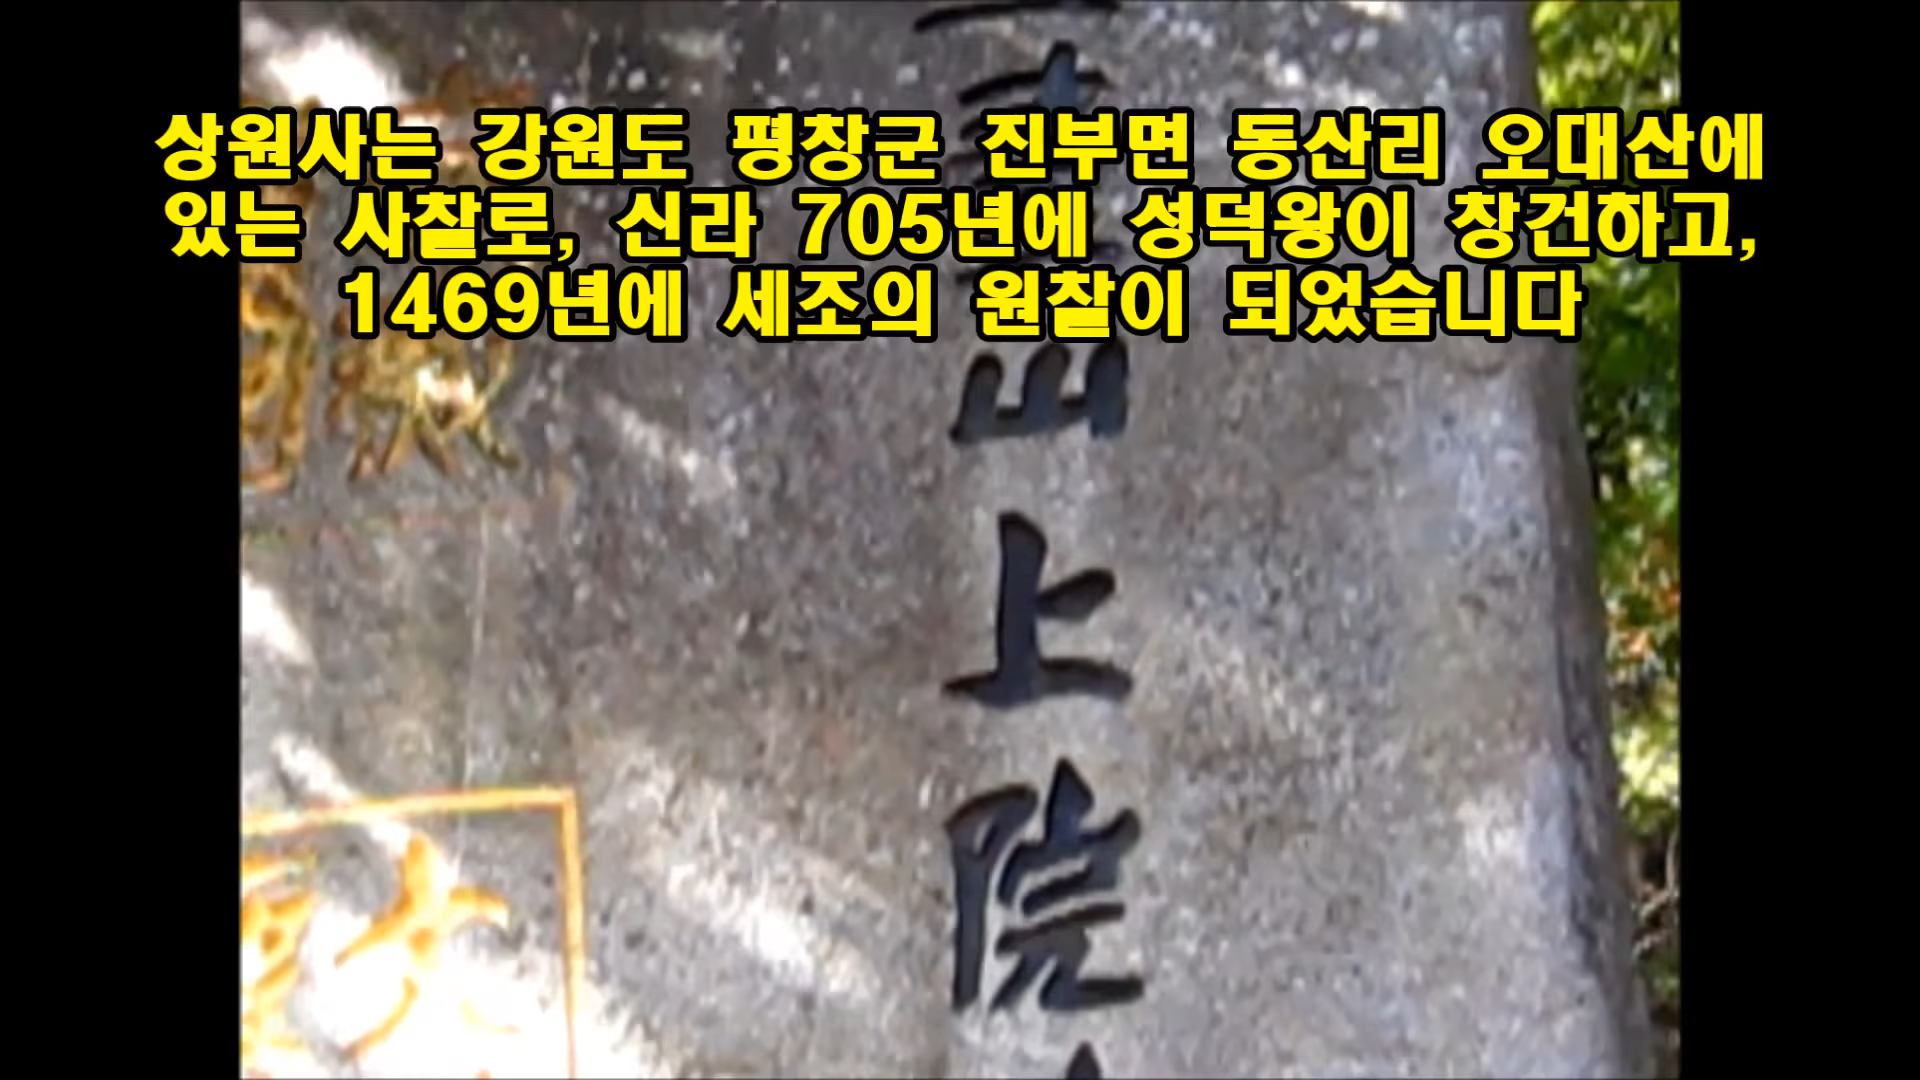 상원사는 강원도 평창군 진부면 동산리 오대산에
있는 사찰로, 신라 705년에 성덕왕이 창건하고,
1469년에 세조의 원찰이 되었습니다
山上院